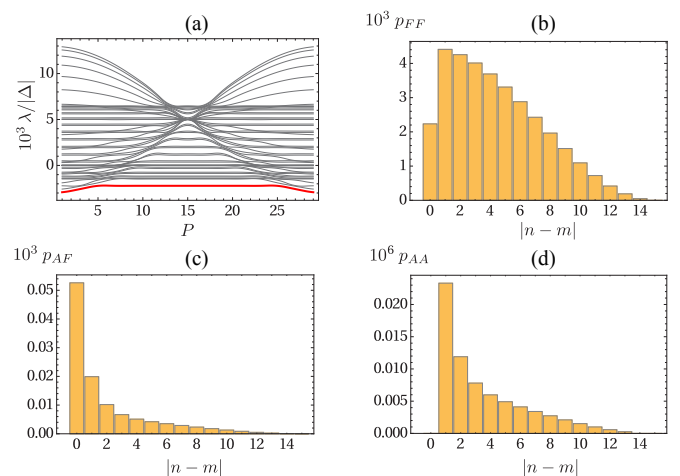 (a)
10³ λ/|Δ|
10
5
0
5 10 15 20 25
P
(b)
10³ p_FF
4
3
2
1
0
0 2 4 6 8 10 12 14
|n − m|
(c)
10³ p_AF
0.05
0.04
0.03
0.02
0.01
0.00
0 2 4 6 8 10 12 14
|n − m|
(d)
10⁶ p_AA
0.020
0.015
0.010
0.005
0.000
0 2 4 6 8 10 12 14
|n − m|